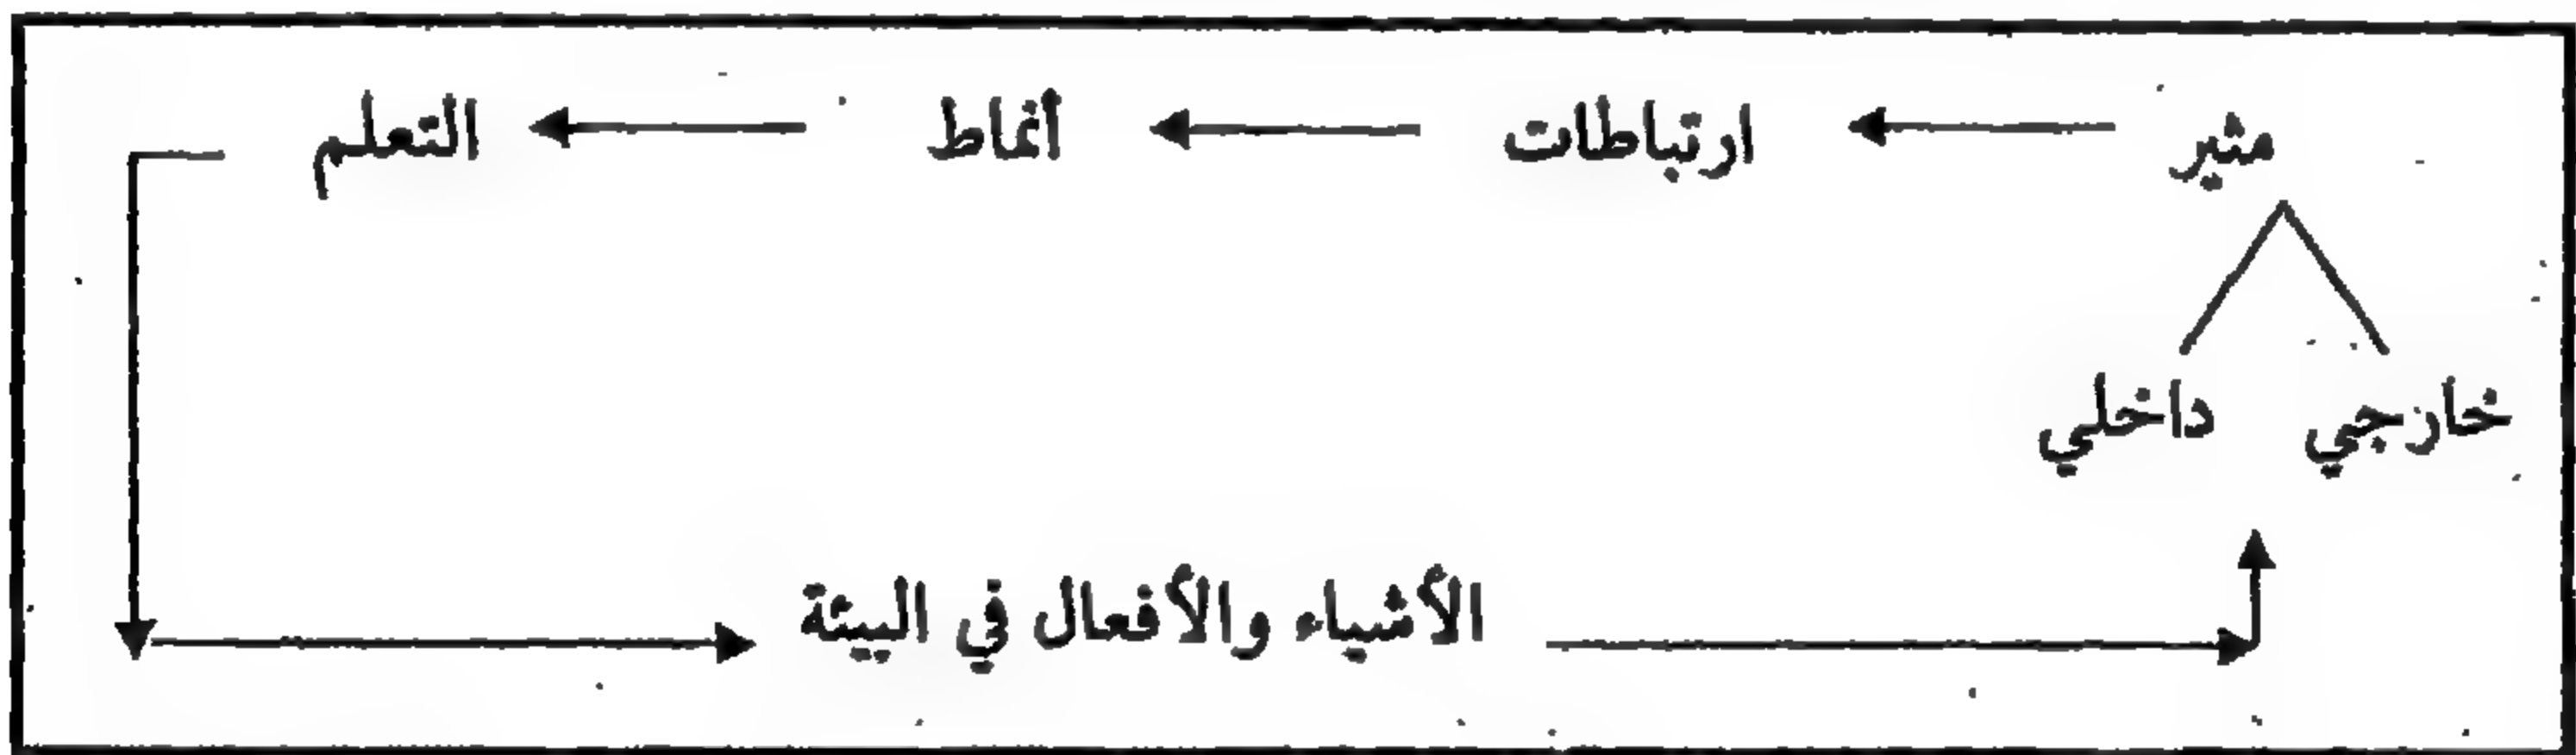 مثير ارتباطات أنماط التعلم
خارجي داخلي
الأشياء والأفعال في البيئة